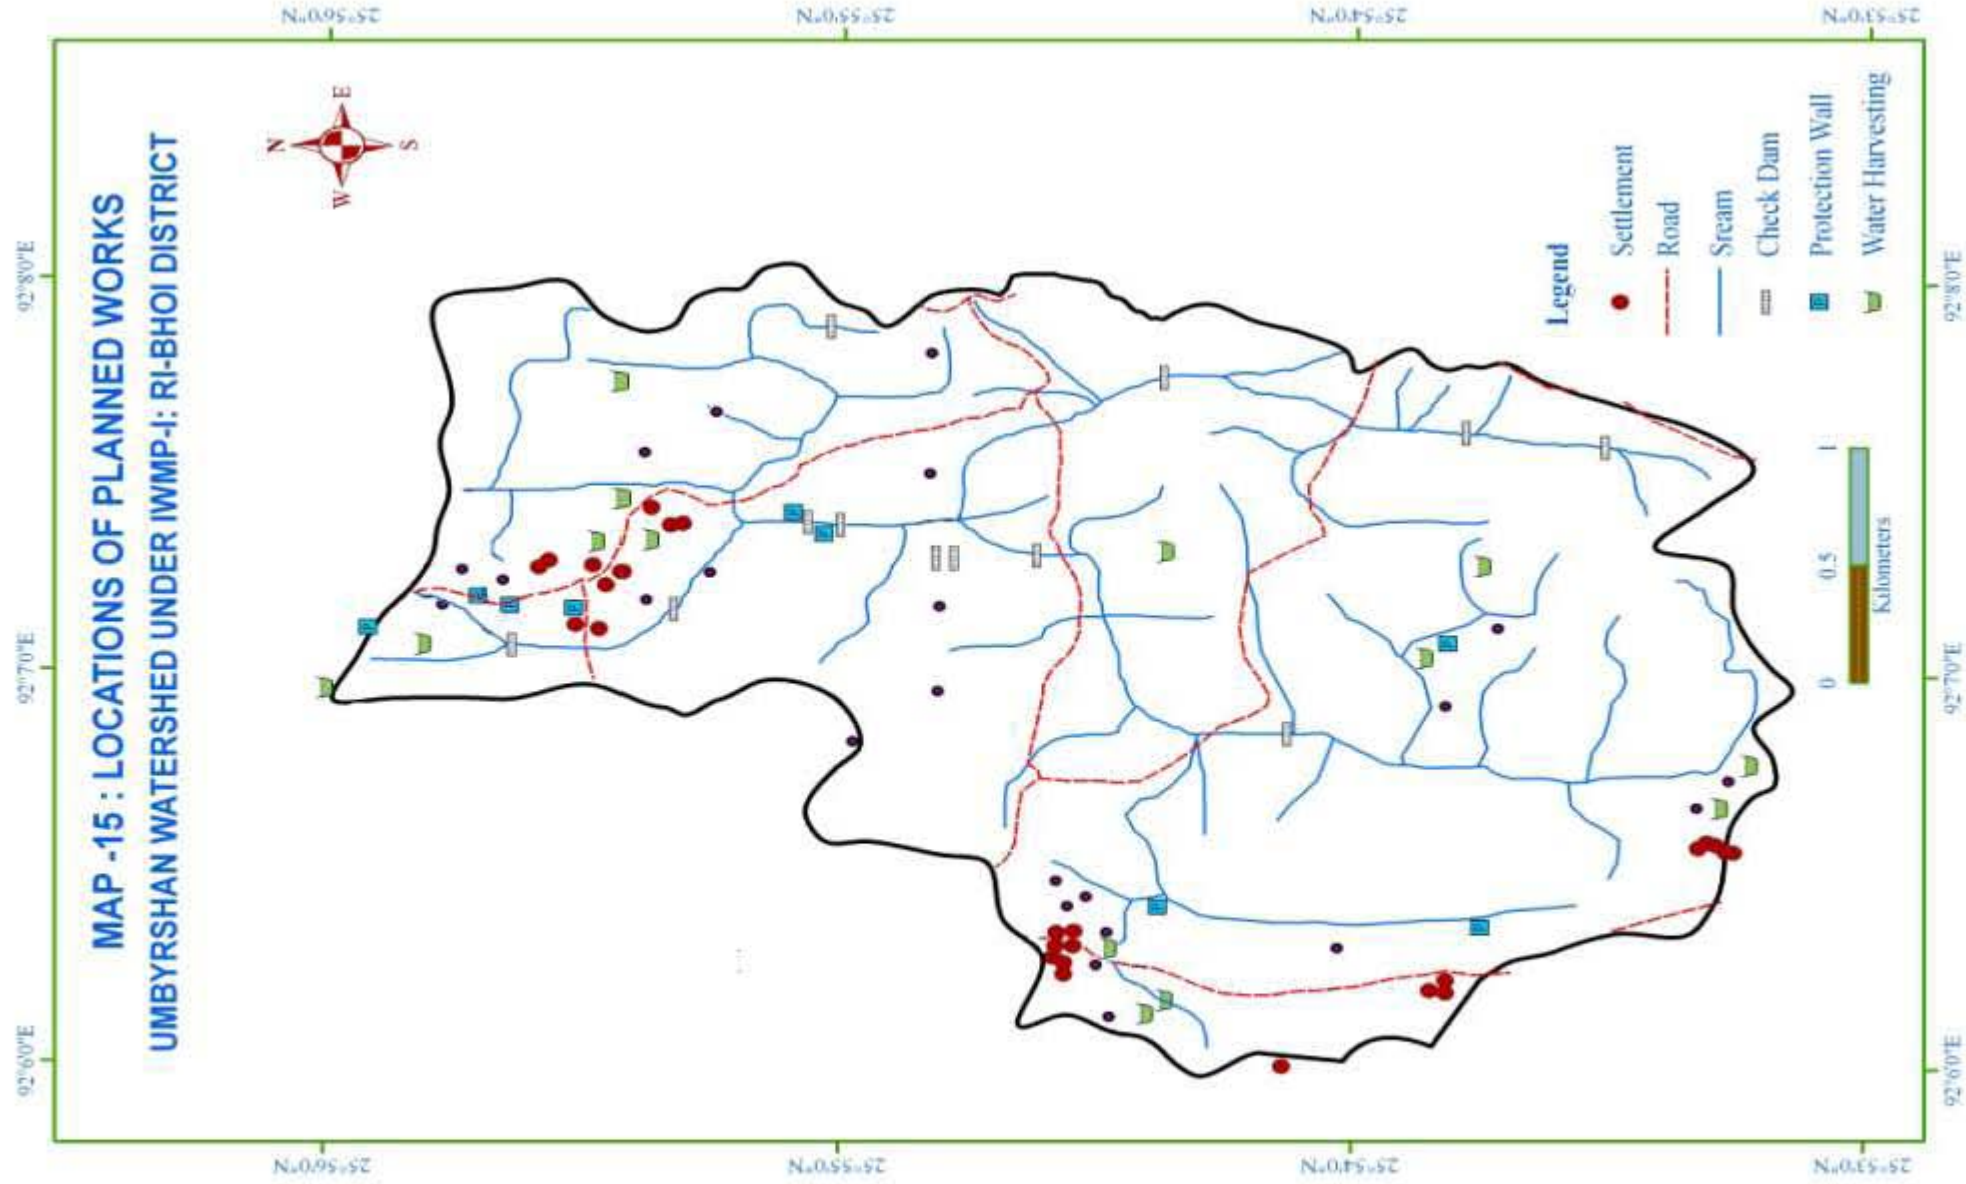 MAP -15 : LOCATIONS OF PLANNED WORKS
UMBYRSHAN WATERSHED UNDER IWMP-I: RI-BHOI DISTRICT
92°6'0"E
92°7'0"E
92°8'0"E
25°56'0"N
25°55'0"N
25°54'0"N
25°53'0"N
N
W
E
S
Legend
Settlement
Road
Sream
Check Dam
P Protection Wall
Water Harvesting
0 0.5 1
Kilometers
P
P
P
P
P
P
P
P
P
25°56'0"N
25°55'0"N
25°54'0"N
25°53'0"N
92°6'0"E
92°7'0"E
92°8'0"E